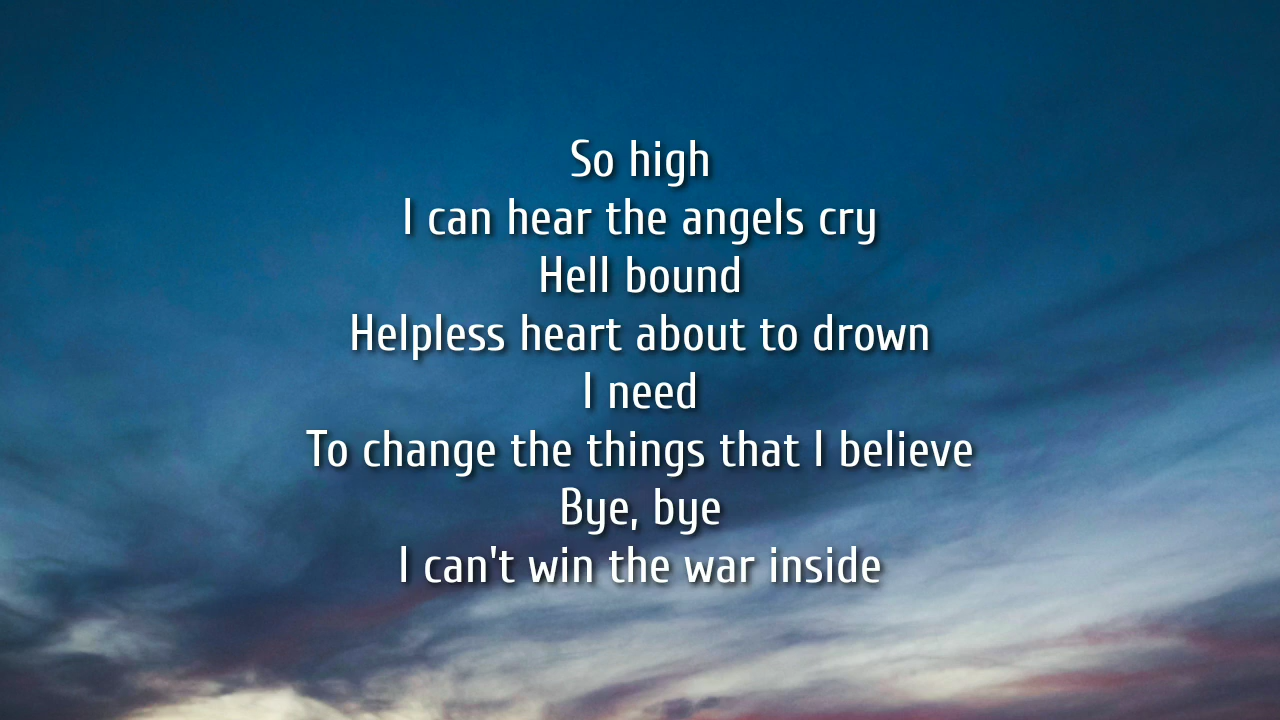 So high
I can hear the angels cry
Hell bound
Helpless heart about to drown
I need
To change the things that I believe
Bye, bye
I can't win the war inside